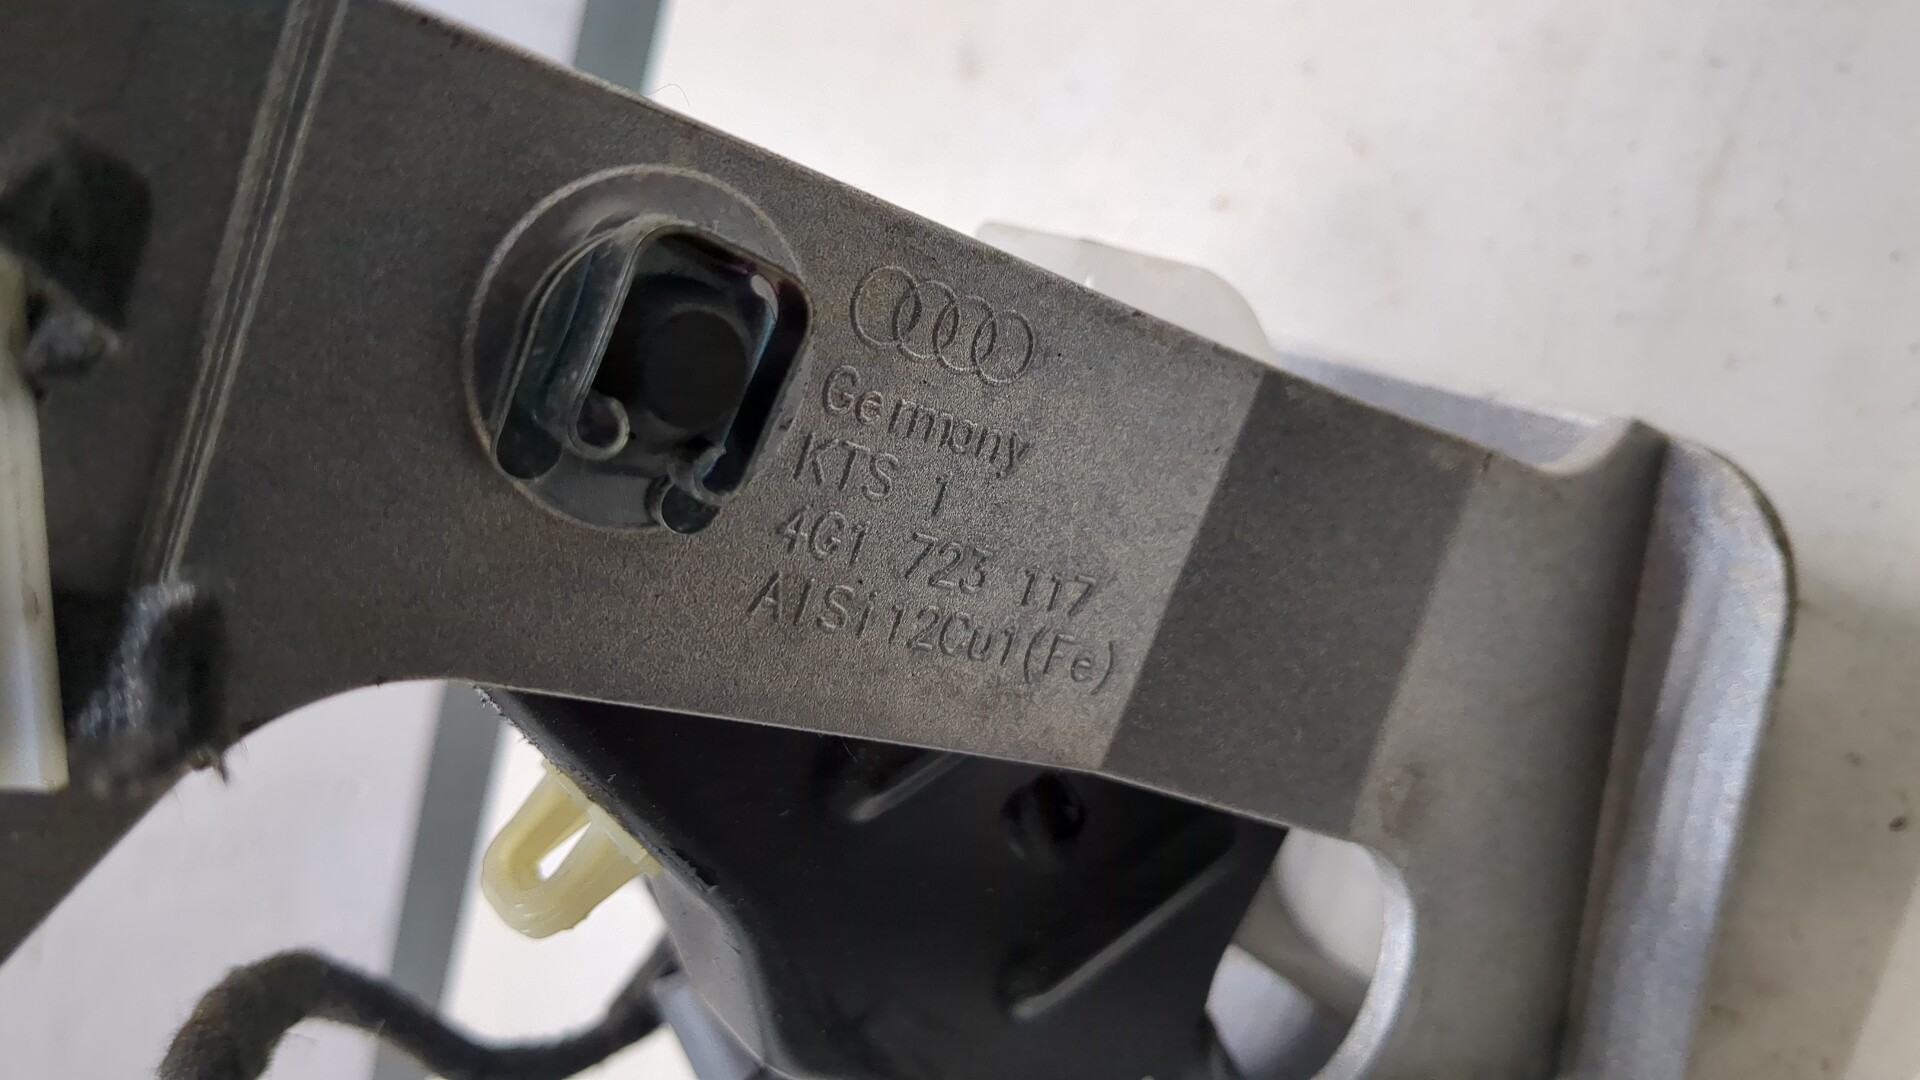 Germany
KTS 1
4G1 723 117
AlSi12Cu1(Fe)